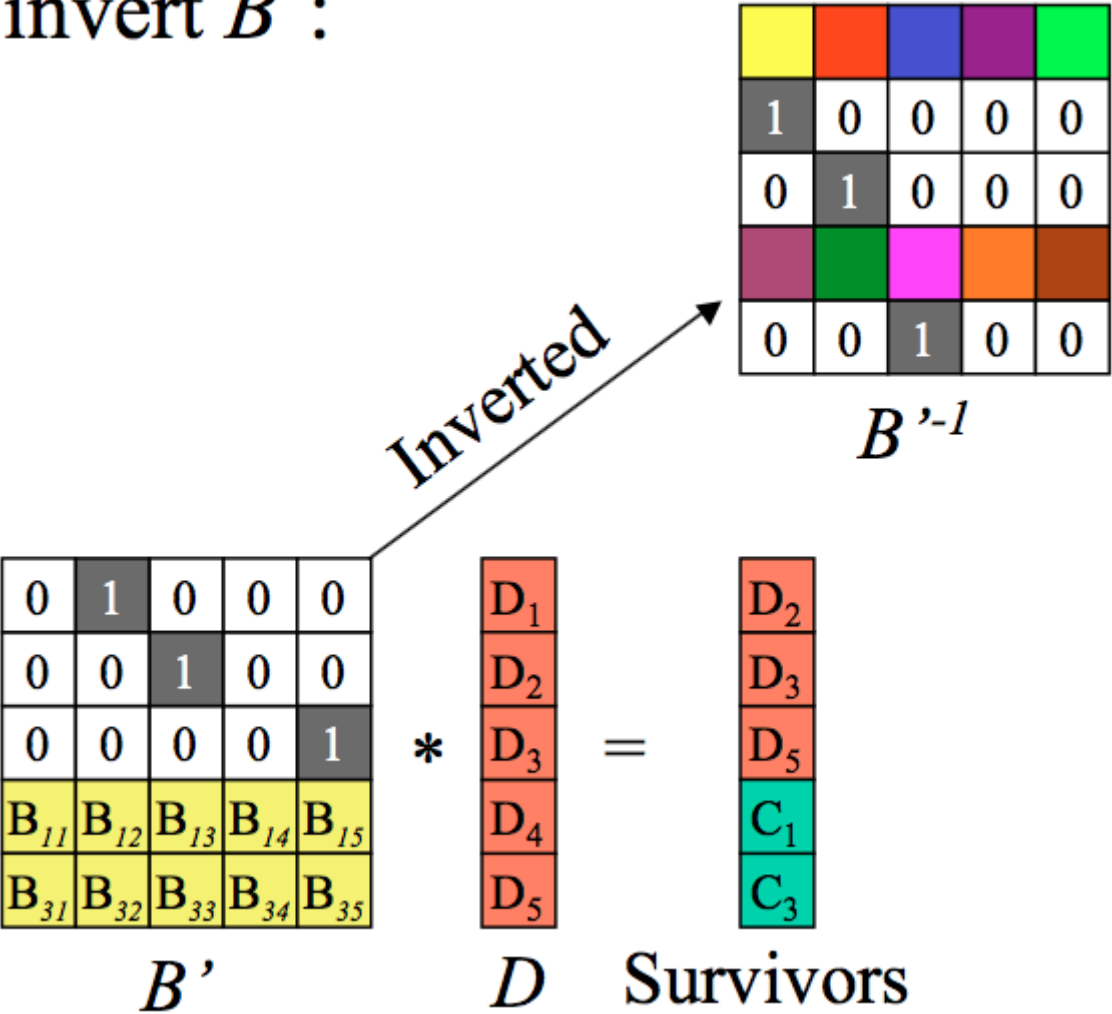 invert B’:
1 0 0 0 0
0 1 0 0 0
0 0 1 0 0
B’⁻¹
Inverted
0 1 0 0 0 D₁ D₂
0 0 1 0 0 D₂ D₃
0 0 0 0 1 * D₃ = D₅
B₁₁ B₁₂ B₁₃ B₁₄ B₁₅ D₄ C₁
B₃₁ B₃₂ B₃₃ B₃₄ B₃₅ D₅ C₃
B’ D Survivors